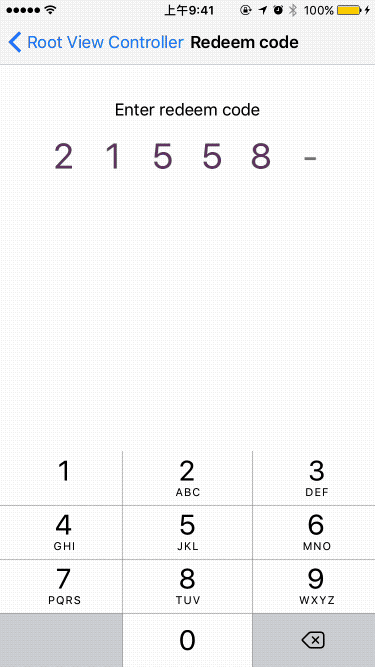 上午9:41 100%
Root View Controller Redeem code
Enter redeem code
2 1 5 5 8 -
1 2 3
ABC DEF
4 5 6
GHI JKL MNO
7 8 9
PQRS TUV WXYZ
0